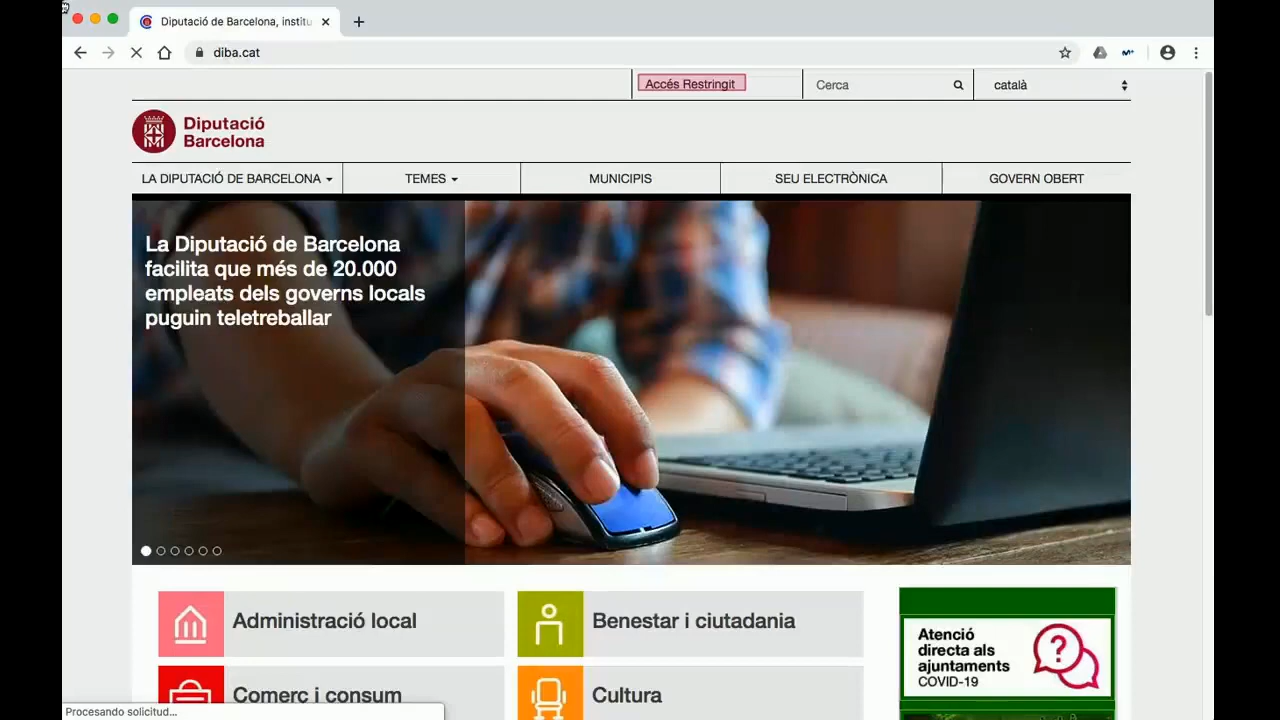 Diputació de Barcelona, institu
diba.cat
Accés Restringit
Cerca
català
Diputació
Barcelona
LA DIPUTACIÓ DE BARCELONA
TEMES
MUNICIPIS
SEU ELECTRÒNICA
GOVERN OBERT
La Diputació de Barcelona
facilita que més de 20.000
empleats dels governs locals
puguin teletreballar
Administració local
Benestar i ciutadania
Comerç i consum
Cultura
Atenció
directa als
ajuntaments
COVID-19
Procesando solicitud...